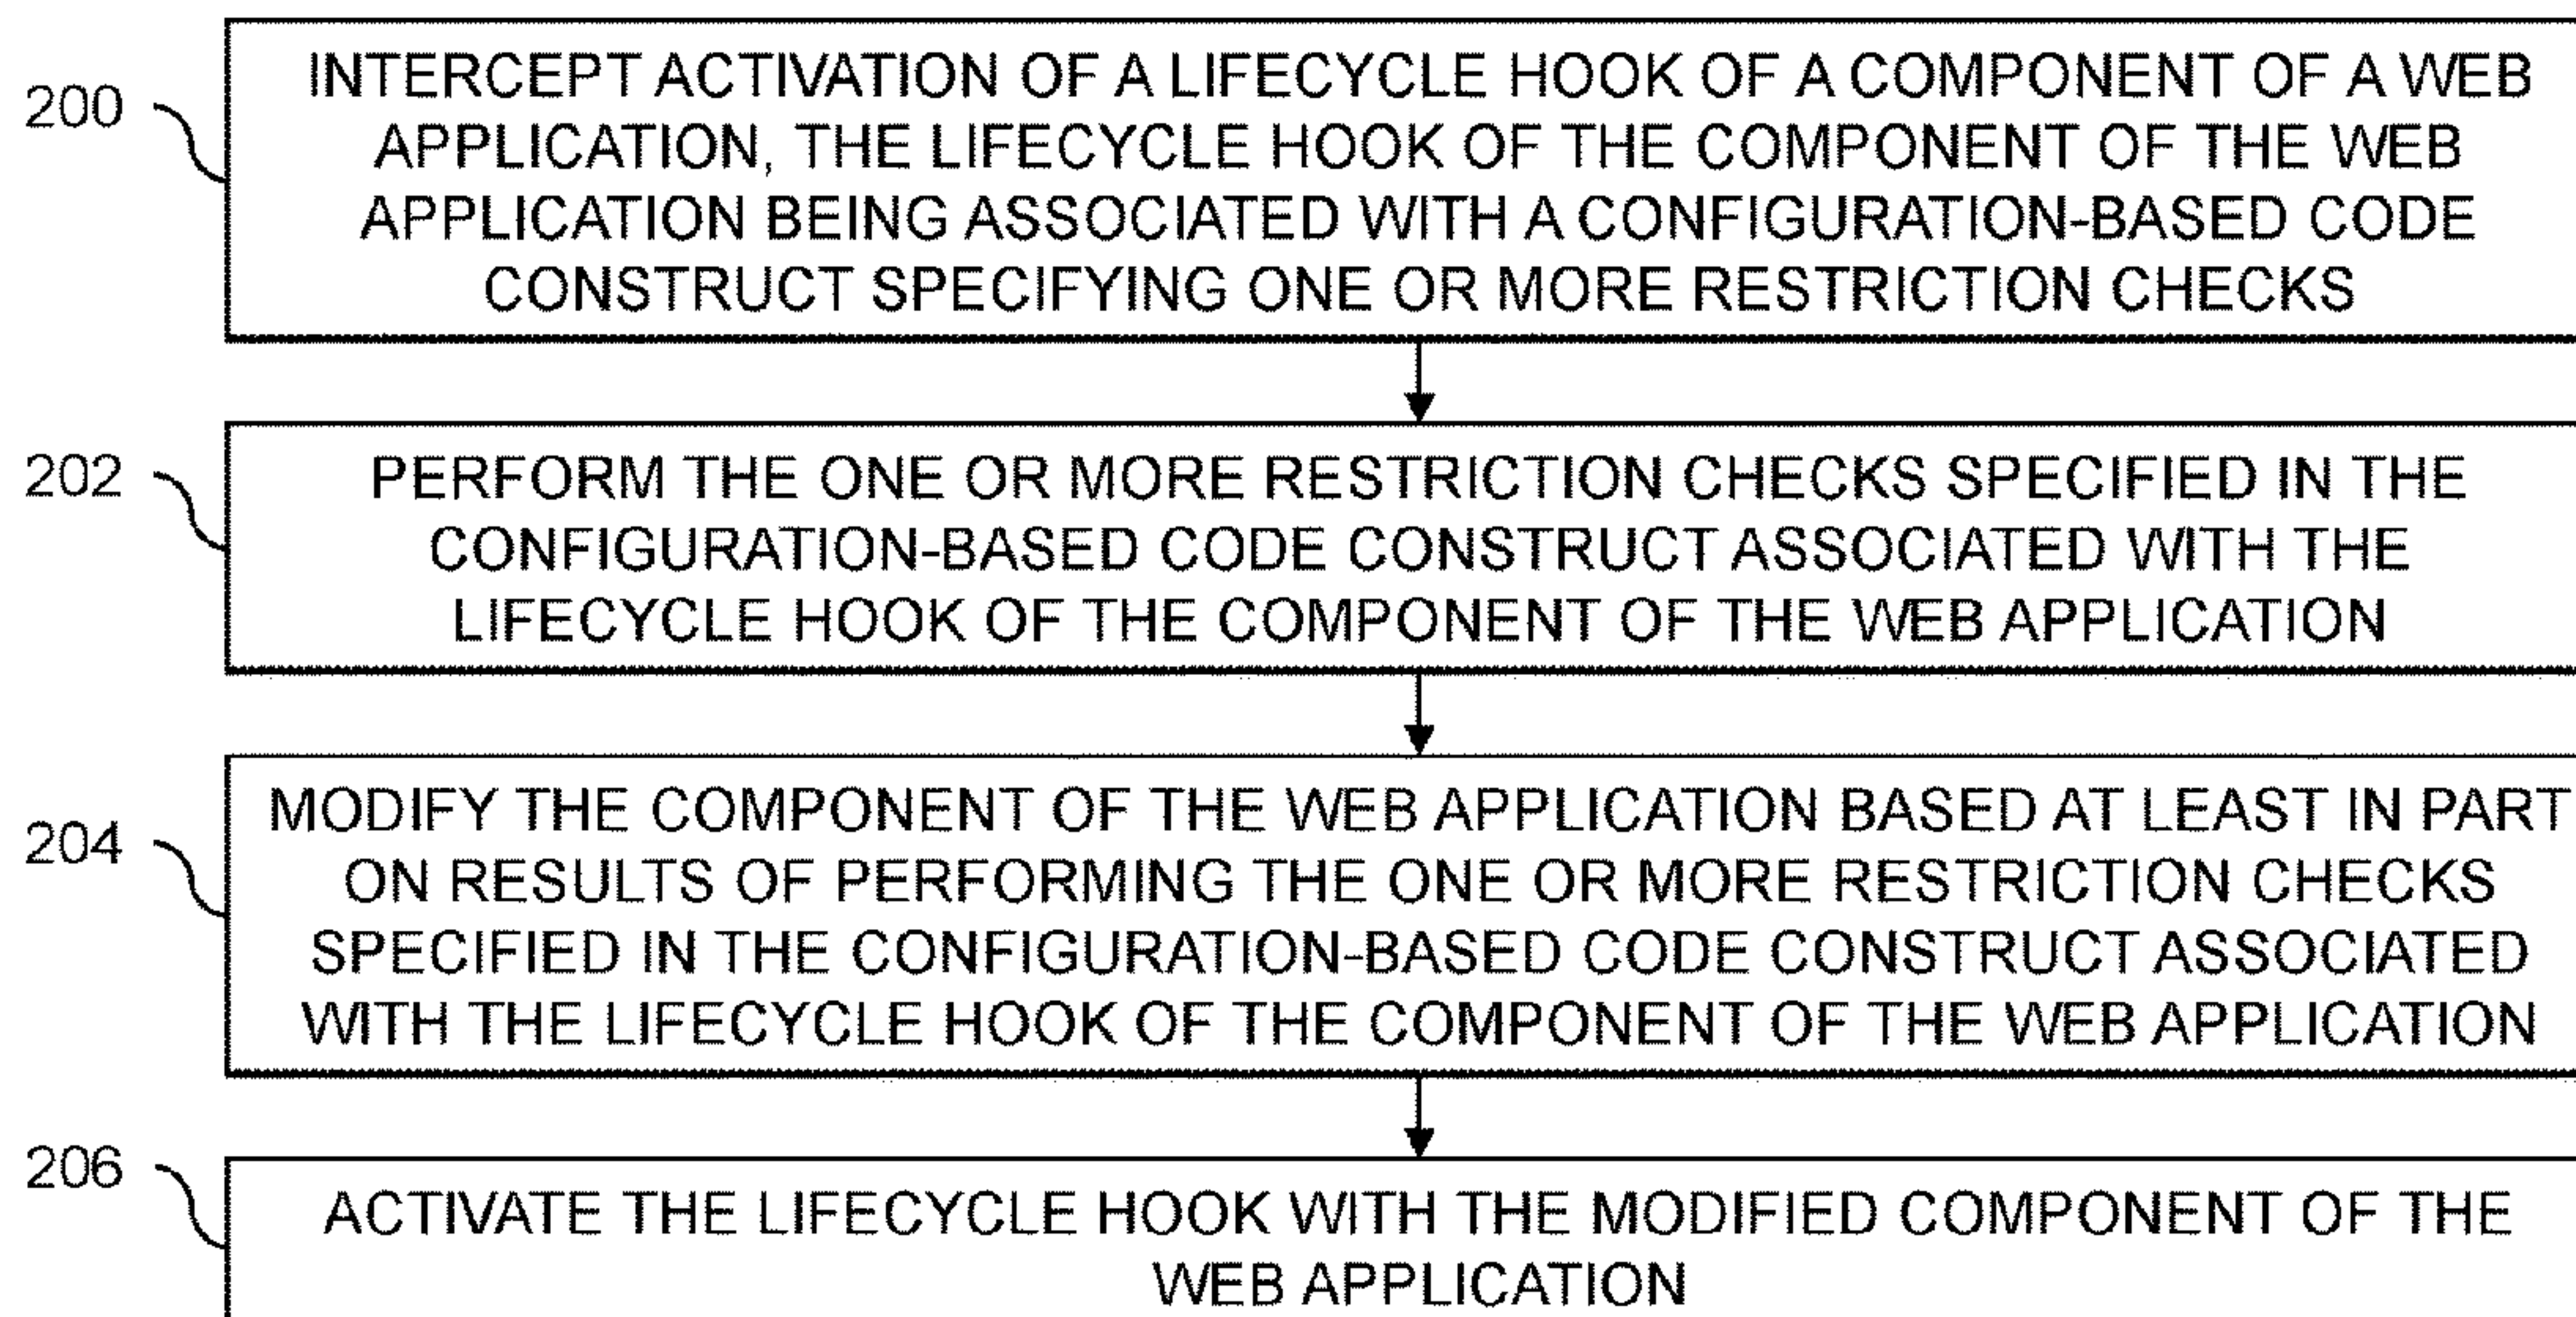 200
INTERCEPT ACTIVATION OF A LIFECYCLE HOOK OF A COMPONENT OF A WEB
APPLICATION, THE LIFECYCLE HOOK OF THE COMPONENT OF THE WEB
APPLICATION BEING ASSOCIATED WITH A CONFIGURATION-BASED CODE
CONSTRUCT SPECIFYING ONE OR MORE RESTRICTION CHECKS
202
PERFORM THE ONE OR MORE RESTRICTION CHECKS SPECIFIED IN THE
CONFIGURATION-BASED CODE CONSTRUCT ASSOCIATED WITH THE
LIFECYCLE HOOK OF THE COMPONENT OF THE WEB APPLICATION
204
MODIFY THE COMPONENT OF THE WEB APPLICATION BASED AT LEAST IN PART
ON RESULTS OF PERFORMING THE ONE OR MORE RESTRICTION CHECKS
SPECIFIED IN THE CONFIGURATION-BASED CODE CONSTRUCT ASSOCIATED
WITH THE LIFECYCLE HOOK OF THE COMPONENT OF THE WEB APPLICATION
206
ACTIVATE THE LIFECYCLE HOOK WITH THE MODIFIED COMPONENT OF THE
WEB APPLICATION